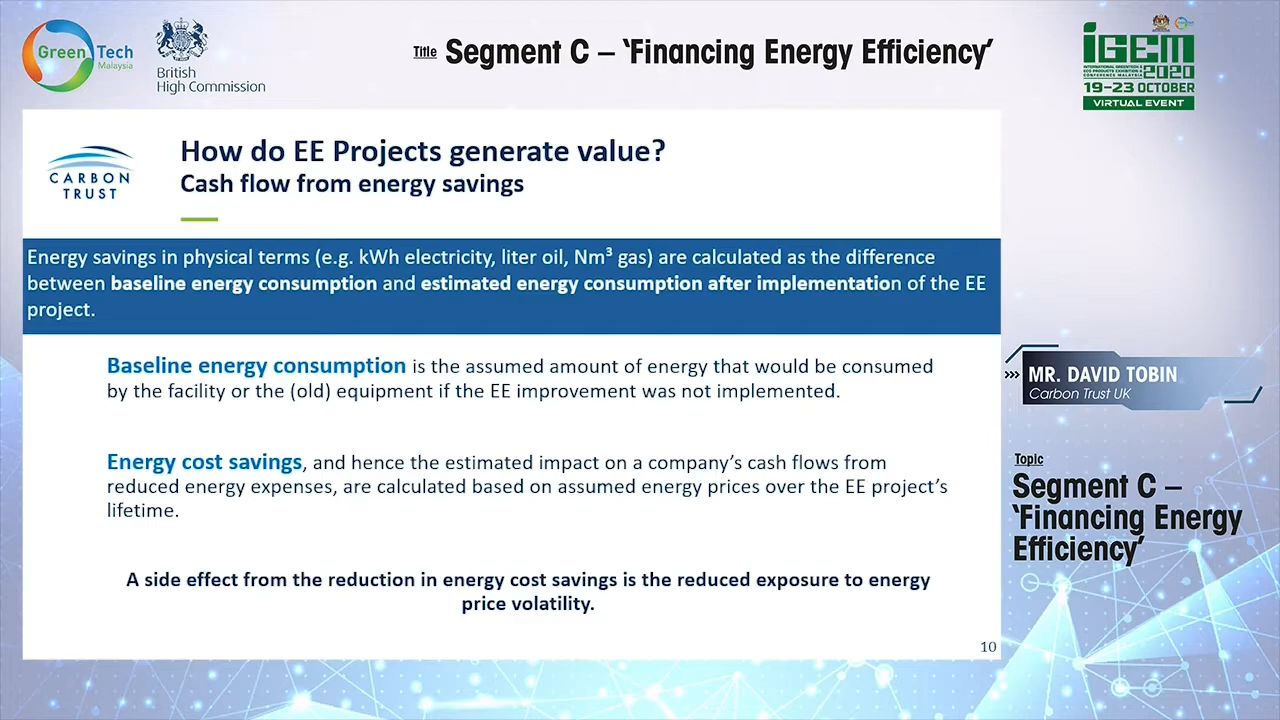 Green Tech
Malaysia
British
High Commission
Title Segment C – ‘Financing Energy Efficiency’
iGEM
INTERNATIONAL GREENTECH &
ECO PRODUCTS EXHIBITION &
CONFERENCE MALAYSIA 2020
19-23 OCTOBER
VIRTUAL EVENT
CARBON
TRUST
How do EE Projects generate value?
Cash flow from energy savings
Energy savings in physical terms (e.g. kWh electricity, liter oil, Nm³ gas) are calculated as the difference
between baseline energy consumption and estimated energy consumption after implementation of the EE
project.
Baseline energy consumption is the assumed amount of energy that would be consumed
by the facility or the (old) equipment if the EE improvement was not implemented.
Energy cost savings, and hence the estimated impact on a company’s cash flows from
reduced energy expenses, are calculated based on assumed energy prices over the EE project’s
lifetime.
A side effect from the reduction in energy cost savings is the reduced exposure to energy
price volatility.
10
MR. DAVID TOBIN
Carbon Trust UK
Topic
Segment C –
‘Financing Energy
Efficiency’